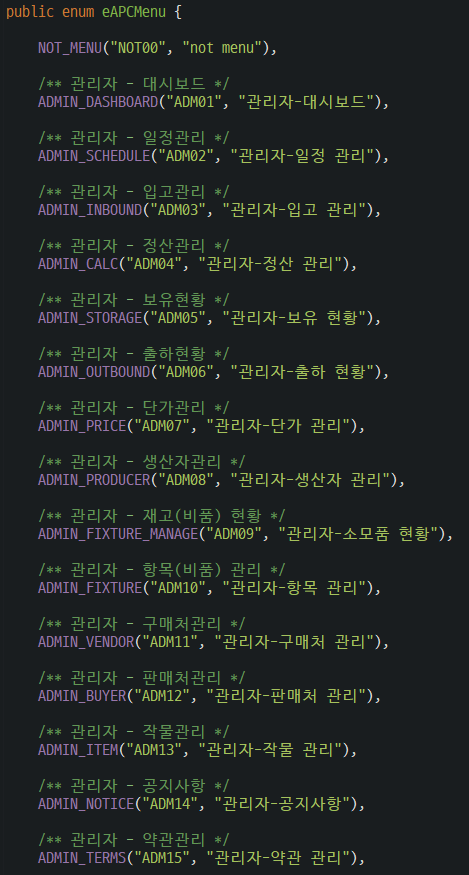 public enum eAPCMenu {
NOT_MENU("NOT00", "not menu"),
/** 관리자 - 대시보드 */
ADMIN_DASHBOARD("ADM01", "관리자-대시보드"),
/** 관리자 - 일정관리 */
ADMIN_SCHEDULE("ADM02", "관리자-일정 관리"),
/** 관리자 - 입고관리 */
ADMIN_INBOUND("ADM03", "관리자-입고 관리"),
/** 관리자 - 정산관리 */
ADMIN_CALC("ADM04", "관리자-정산 관리"),
/** 관리자 - 보유현황 */
ADMIN_STORAGE("ADM05", "관리자-보유 현황"),
/** 관리자 - 출하현황 */
ADMIN_OUTBOUND("ADM06", "관리자-출하 현황"),
/** 관리자 - 단가관리 */
ADMIN_PRICE("ADM07", "관리자-단가 관리"),
/** 관리자 - 생산자관리 */
ADMIN_PRODUCER("ADM08", "관리자-생산자 관리"),
/** 관리자 - 재고(비품) 현황 */
ADMIN_FIXTURE_MANAGE("ADM09", "관리자-소모품 현황"),
/** 관리자 - 항목(비품) 관리 */
ADMIN_FIXTURE("ADM10", "관리자-항목 관리"),
/** 관리자 - 구매처관리 */
ADMIN_VENDOR("ADM11", "관리자-구매처 관리"),
/** 관리자 - 판매처관리 */
ADMIN_BUYER("ADM12", "관리자-판매처 관리"),
/** 관리자 - 작물관리 */
ADMIN_ITEM("ADM13", "관리자-작물 관리"),
/** 관리자 - 공지사항 */
ADMIN_NOTICE("ADM14", "관리자-공지사항"),
/** 관리자 - 약관관리 */
ADMIN_TERMS("ADM15", "관리자-약관 관리"),